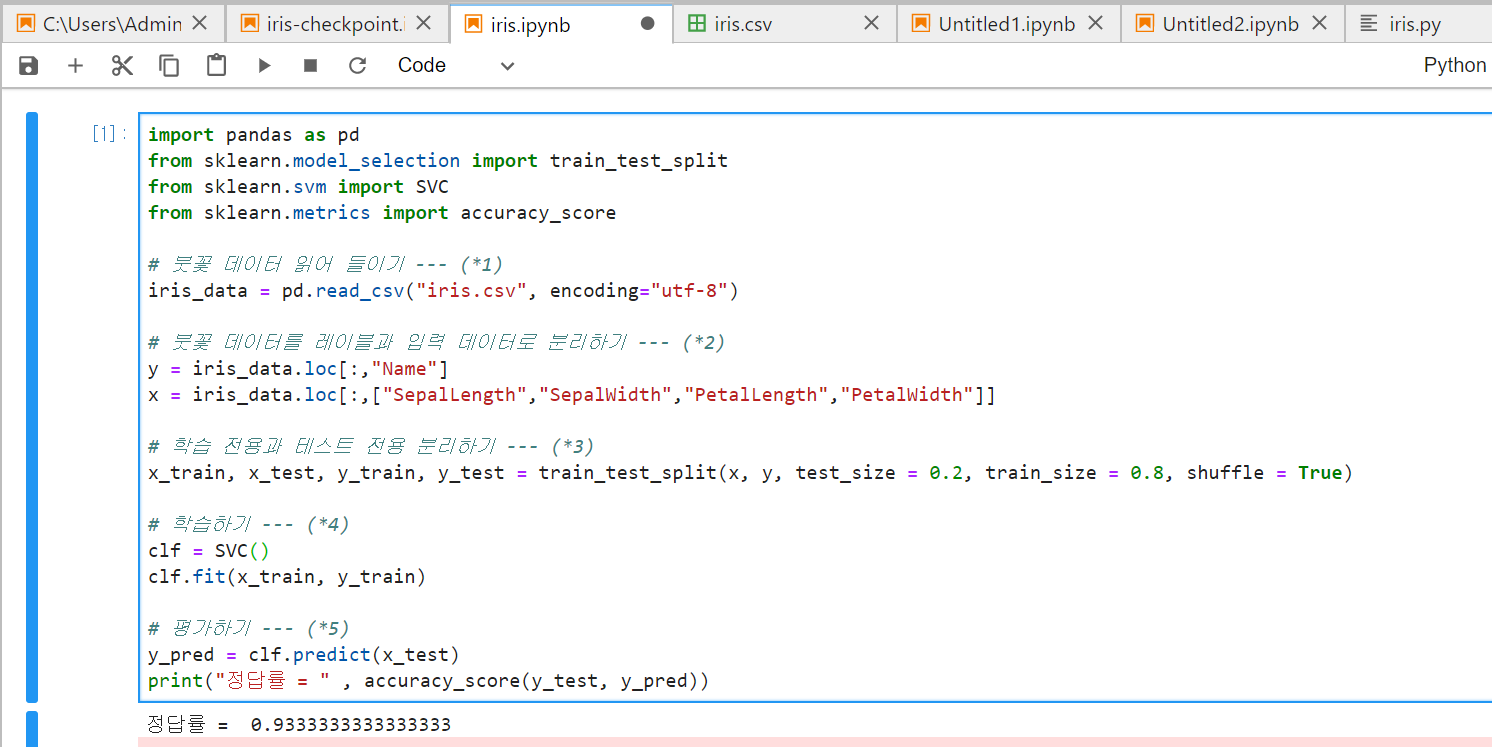 C:\Users\Admin
iris-checkpoint.i
iris.ipynb
iris.csv
Untitled1.ipynb
Untitled2.ipynb
iris.py
Code
Python
[1]:
import pandas as pd
from sklearn.model_selection import train_test_split
from sklearn.svm import SVC
from sklearn.metrics import accuracy_score
# 붓꽃 데이터 읽어 들이기 --- (*1)
iris_data = pd.read_csv("iris.csv", encoding="utf-8")
# 붓꽃 데이터를 레이블과 입력 데이터로 분리하기 --- (*2)
y = iris_data.loc[:,"Name"]
x = iris_data.loc[:,["SepalLength","SepalWidth","PetalLength","PetalWidth"]]
# 학습 전용과 테스트 전용 분리하기 --- (*3)
x_train, x_test, y_train, y_test = train_test_split(x, y, test_size = 0.2, train_size = 0.8, shuffle = True)
# 학습하기 --- (*4)
clf = SVC()
clf.fit(x_train, y_train)
# 평가하기 --- (*5)
y_pred = clf.predict(x_test)
print("정답률 = " , accuracy_score(y_test, y_pred))
정답률 =  0.9333333333333333